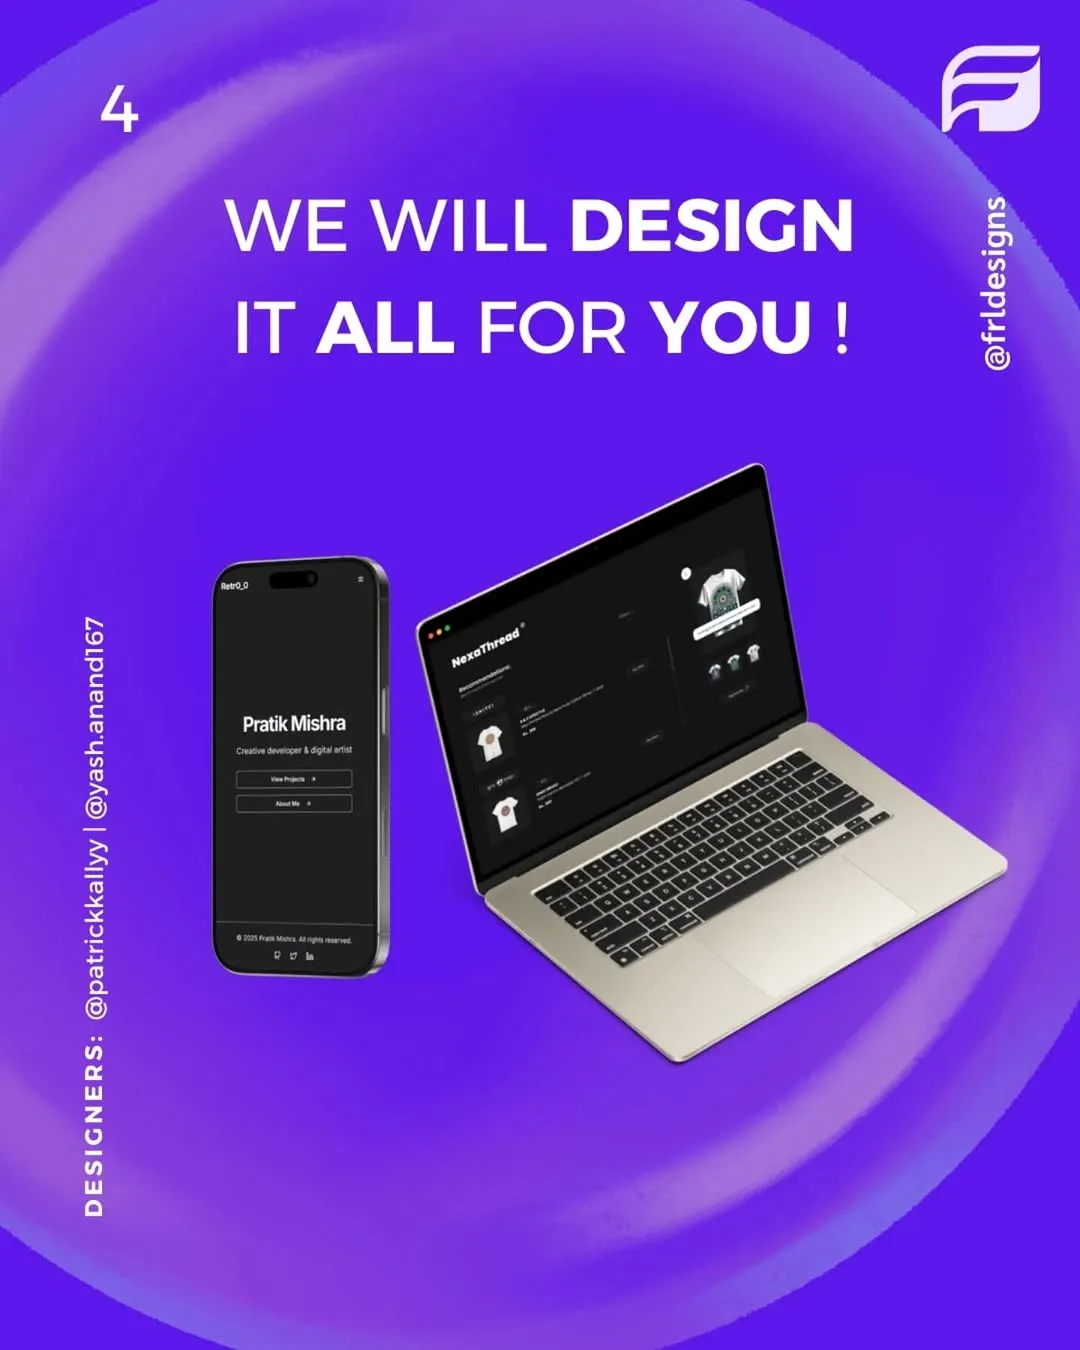 4
WE WILL DESIGN
IT ALL FOR YOU !
@frldesigns
DESIGNERS: @patrickkallyy | @yash.anand167
Retr0_0
Pratik Mishra
Creative developer & digital artist
View Projects →
About Me →
© 2025 Pratik Mishra. All rights reserved.
NexaThread
Recommendations: